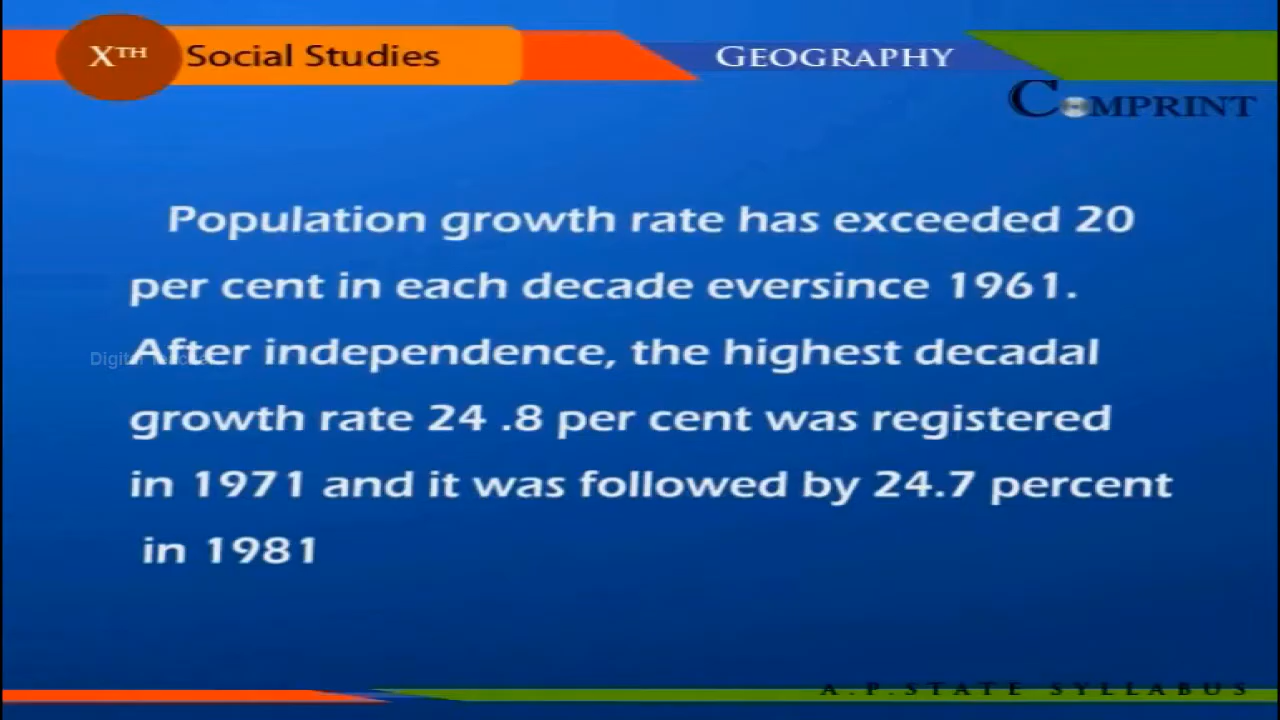 XTH Social Studies
GEOGRAPHY
COMPRINT
Population growth rate has exceeded 20
per cent in each decade eversince 1961.
After independence, the highest decadal
growth rate 24 .8 per cent was registered
in 1971 and it was followed by 24.7 percent
in 1981
A.P.STATE SYLLABUS